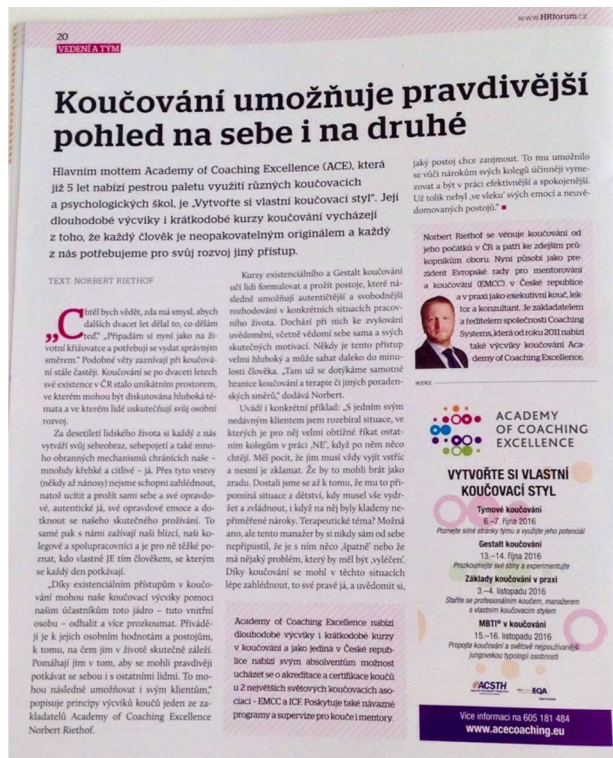 www.HRforum.cz
20
VEDENÍ A TÝM
Koučování umožňuje pravdivější
pohled na sebe i na druhé
Hlavním mottem Academy of Coaching Excellence (ACE), která
již 5 let nabízí pestrou paletu využití různých koučovacích
a psychologických škol, je „Vytvořte si vlastní koučovací styl“. Její
dlouhodobé výcviky i krátkodobé kurzy koučování vycházejí
z toho, že každý člověk je neopakovatelným originálem a každý
z nás potřebujeme pro svůj rozvoj jiný přístup.
TEXT: NORBERT RIETHOF
„Chtěl bych vědět, zda má smysl, abych
dalších dvacet let dělal to, co dělám
teď.“ „Připadám si nyní jako na ži-
votní křižovatce a potřebuji se vydat správným
směrem.“ Podobné věty zaznívají při koučová-
ní stále častěji. Koučování se po dvaceti letech
své existence v ČR stalo unikátním prostorem,
ve kterém mohou být diskutována hluboká té-
mata a ve kterém lidé uskutečňují svůj osobní
rozvoj.
Za desetiletí lidského života si každý z nás
vytváří svůj sebeobraz, sebepojetí a také mno-
ho obranných mechanismů chránících naše –
mnohdy křehké a citlivé – já. Přes tyto vrstvy
(někdy až nánosy) nejsme schopni zahlédnout,
natož ucítit a prožít sami sebe a své opravdo-
vé, autentické já, své opravdové emoce a do-
tknout se našeho skutečného prožívání. To
samé pak s námi zažívají naši blízcí, naši ko-
legové a spolupracovníci a je pro ně těžké po-
znat, kdo vlastně JE tím člověkem, se kterým
se každý den potkávají.
„Díky existenciálním přístupům v koučo-
vání mohou naše koučovací výcviky pomoci
našim účastníkům toto jádro – tuto vnitřní
osobu – odhalit a více prozkoumat. Přivádě-
jí je k jejich osobním hodnotám a postojům,
k tomu, na čem jim v životě skutečně záleží.
Pomáhají jim v tom, aby se mohli pravdivěji
potkávat se sebou i s ostatními lidmi. To mo-
hou následně umožňovat i svým klientům,“
popisuje principy výcviků koučů jeden ze za-
kladatelů Academy of Coaching Excellence
Norbert Riethof.
Kurzy existenciálního a Gestalt koučování
učí lidi formulovat a prožít postoje, které ná-
sledně umožňují autentičtější a svobodnější
rozhodování v konkrétních situacích pracov-
ního života. Dochází při nich ke zvyšování
uvědomění, včetně vědomí sebe sama a svých
skutečných motivací. Někdy je tento přístup
velmi hluboký a může sahat daleko do minu-
losti člověka. „Tam už se dotýkáme samotné
hranice koučování a terapie či jiných poraden-
ských směrů,“ dodává Norbert.
Uvádí i konkrétní příklad: „S jedním svým
nedávným klientem jsem rozebíral situace, ve
kterých je pro něj velmi obtížné říkat ostat-
ním kolegům v práci ‚NE‘, když po něm něco
chtějí. Měl pocit, že jim musí vždy vyjít vstříc
a nesmí je zklamat. Že by to mohli brát jako
zradu. Dostali jsme se až k tomu, že mu to při-
pomíná situace z dětství, kdy musel vše vydr-
žet a zvládnout, i když na něj byly kladeny ne-
přiměřené nároky. Terapeutické téma? Možná
ano, ale tento manažer by si nikdy sám od sebe
nepřipustil, že je s ním něco ‚špatně‘ nebo že
má nějaký problém, který by měl být ‚vyléčen‘.
Díky koučování se mohl v těchto situacích
lépe zahlédnout, to své pravé já, a uvědomit si,
jaký postoj chce zaujmout. To mu umožnilo
se vůči nárokům svých kolegů účinněji vyme-
zovat a být v práci efektivnější a spokojenější.
Už tolik nebyl ‚ve vleku‘ svých emocí a neuvě-
domovaných postojů.“
Academy of Coaching Excellence nabízí
dlouhodobé výcviky i krátkodobé kurzy
v koučování a jako jediná v České repub-
lice nabízí svým absolventům možnost
ucházet se o akreditace a certifikace koučů
u 2 největších světových koučovacích aso-
ciací – EMCC a ICF. Poskytuje také návazné
programy a supervize pro kouče i mentory.
Norbert Riethof se věnuje koučování od
jeho počátků v ČR a patří ke zdejším prů-
kopníkům oboru. Nyní působí jako pre-
zident Evropské rady pro mentorování
a koučování (EMCC) v České republice
a v praxi jako exekutivní kouč, lek-
tor a konzultant. Je zakladatelem
a ředitelem společnosti Coaching
Systems, která od roku 2011 nabízí
také výcviky koučování Aca-
demy of Coaching Excellence.
INZERCE
ACADEMY
OF COACHING
EXCELLENCE
VYTVOŘTE SI VLASTNÍ
KOUČOVACÍ STYL
Týmové koučování
6.–7. října 2016
Poznejte silné stránky týmu a využijte jeho potenciál
Gestalt koučování
13.–14. října 2016
Prozkoumejte své stíny a experimentujte
Základy koučování v praxi
3.–4. listopadu 2016
Staňte se profesionálním koučem, manažerem
s vlastním koučovacím stylem
MBTI® v koučování
15.–16. listopadu 2016
Propojte koučování a světově nejpoužívanější
jungovskou typologii osobnosti
ACSTH
EQA
Více informací na 605 181 484
www.acecoaching.eu